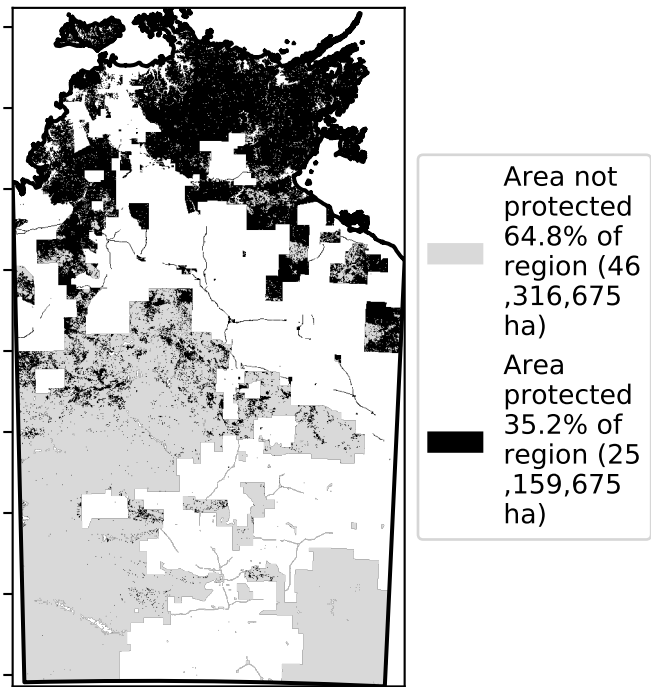 Area not
protected
64.8% of
region (46
,316,675
ha)
Area
protected
35.2% of
region (25
,159,675
ha)